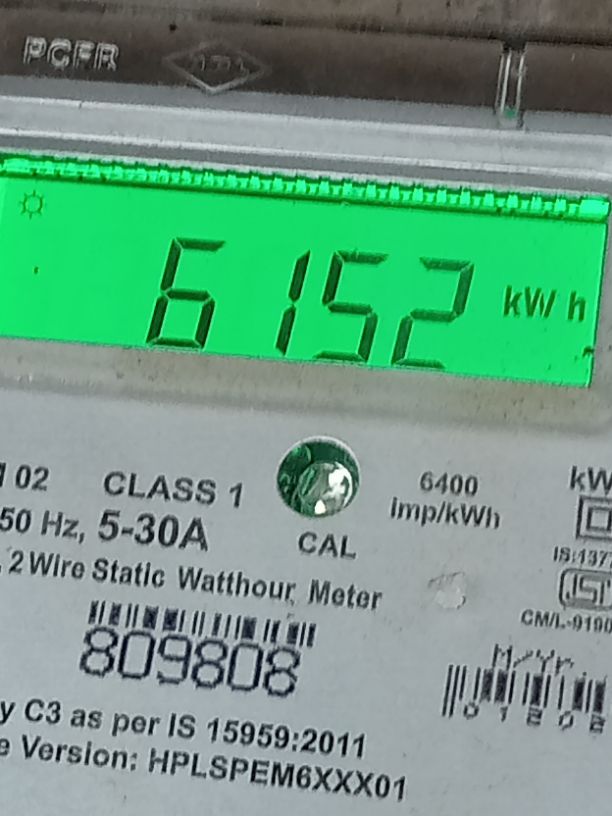 6152 kWh
02 CLASS 1
6400
imp/kWh
50 Hz, 5-30A
CAL
2 Wire Static Watthour Meter
809808
M/Yr
C3 as per IS 15959:2011
Version: HPLSPEM6XXX01